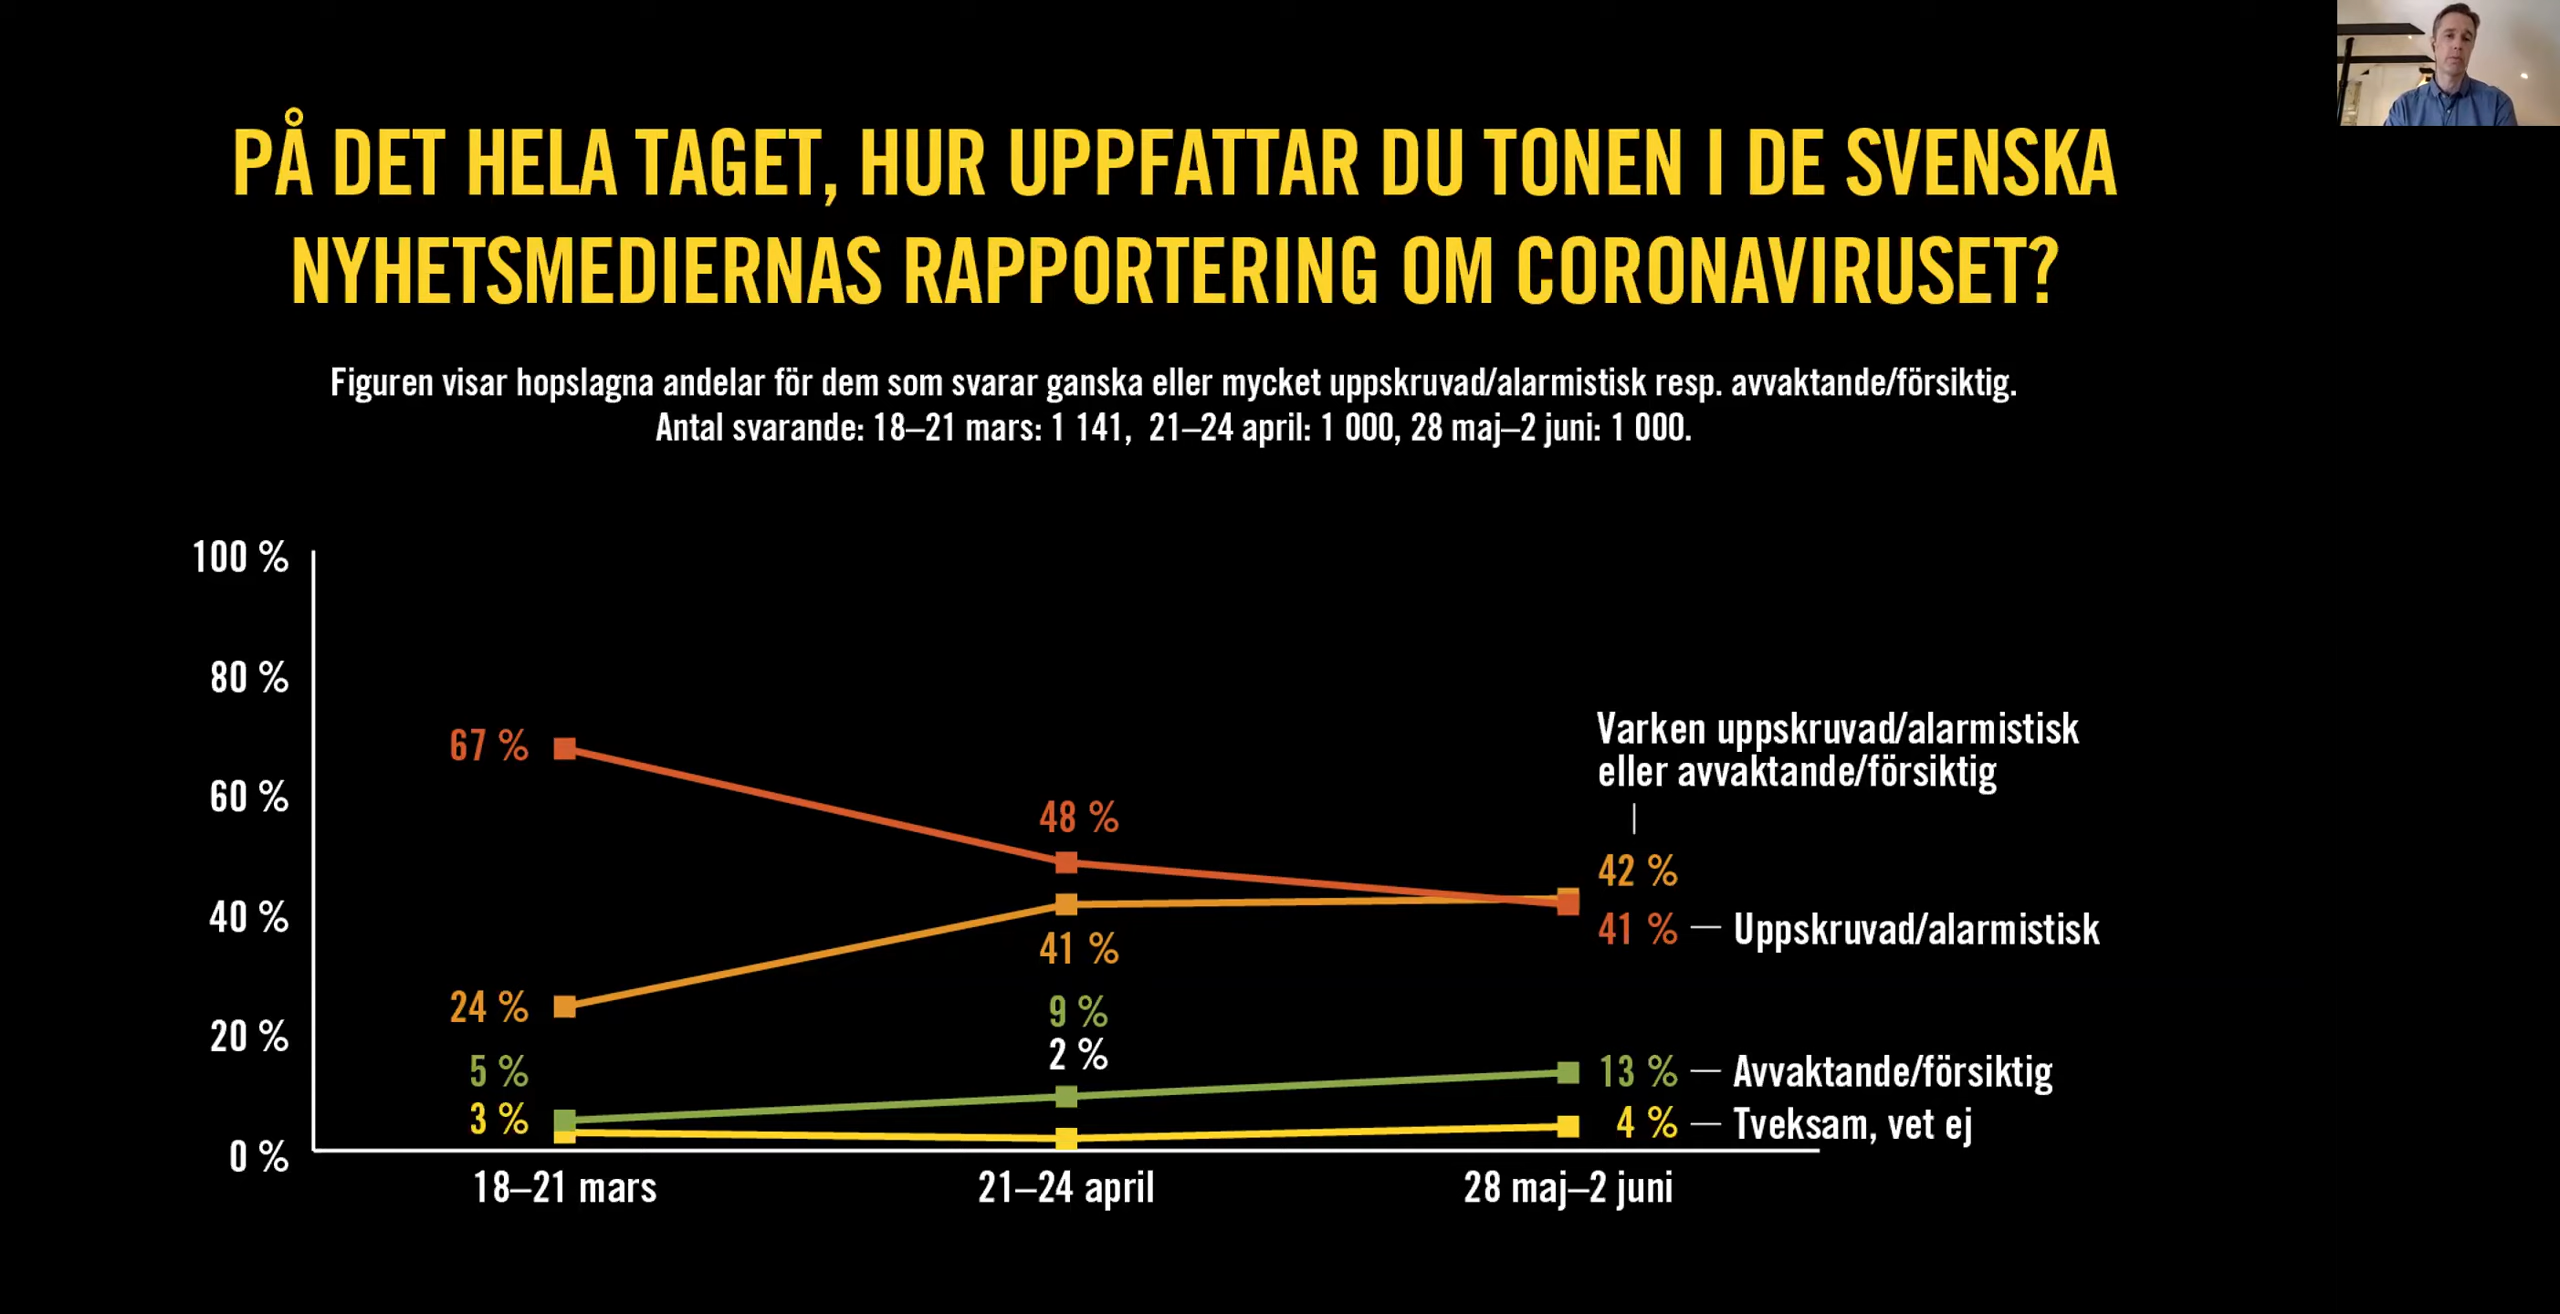 PÅ DET HELA TAGET, HUR UPPFATTAR DU TONEN I DE SVENSKA
NYHETSMEDIERNAS RAPPORTERING OM CORONAVIRUSET?
Figuren visar hopslagna andelar för dem som svarar ganska eller mycket uppskruvad/alarmistisk resp. avvaktande/försiktig.
Antal svarande: 18–21 mars: 1 141, 21–24 april: 1 000, 28 maj–2 juni: 1 000.
100 %
80 %
60 %
40 %
20 %
0 %
67 %
24 %
5 %
3 %
48 %
41 %
9 %
2 %
Varken uppskruvad/alarmistisk
eller avvaktande/försiktig
42 %
41 % — Uppskruvad/alarmistisk
13 % — Avvaktande/försiktig
4 % — Tveksam, vet ej
18–21 mars
21–24 april
28 maj–2 juni